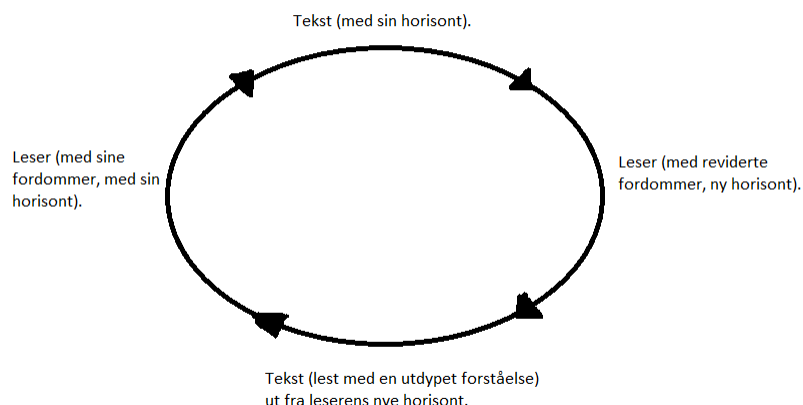 Tekst (med sin horisont).
Leser (med sine
fordommer, med sin
horisont).
Leser (med reviderte
fordommer, ny horisont).
Tekst (lest med en utdypet forståelse)
ut fra leserens nye horisont.